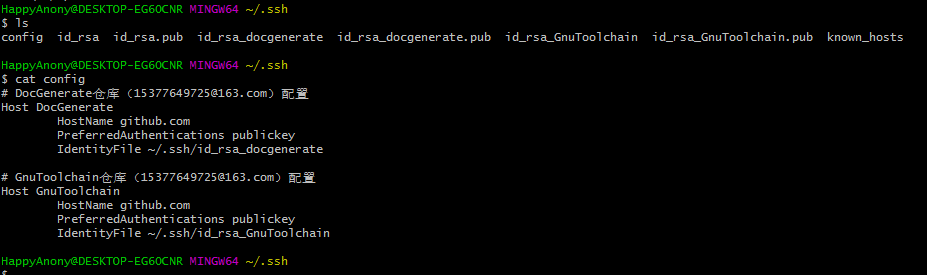 HappyAnony@DESKTOP-EG6OCNR MINGW64 ~/.ssh
$ ls
config  id_rsa  id_rsa.pub  id_rsa_docgenerate  id_rsa_docgenerate.pub  id_rsa_GnuToolchain  id_rsa_GnuToolchain.pub  known_hosts
HappyAnony@DESKTOP-EG6OCNR MINGW64 ~/.ssh
$ cat config
# DocGenerate仓库（15377649725@163.com）配置
Host DocGenerate
        HostName github.com
        PreferredAuthentications publickey
        IdentityFile ~/.ssh/id_rsa_docgenerate
# GnuToolchain仓库（15377649725@163.com）配置
Host GnuToolchain
        HostName github.com
        PreferredAuthentications publickey
        IdentityFile ~/.ssh/id_rsa_GnuToolchain
HappyAnony@DESKTOP-EG6OCNR MINGW64 ~/.ssh
$